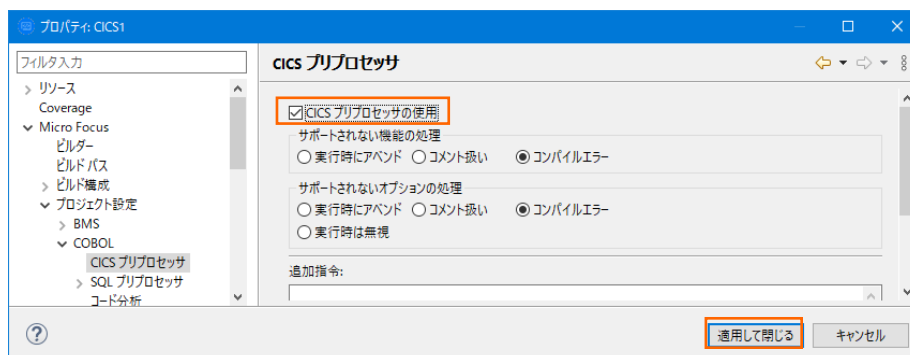 プロパティ: CICS1
フィルタ入力
CICS プリプロセッサ
リソース
Coverage
Micro Focus
ビルダー
ビルド パス
ビルド構成
プロジェクト設定
BMS
COBOL
CICS プリプロセッサ
SQL プリプロセッサ
コード分析
CICS プリプロセッサの使用
サポートされない機能の処理
実行時にアベンド コメント扱い コンパイルエラー
サポートされないオプションの処理
実行時にアベンド コメント扱い コンパイルエラー
実行時は無視
追加指令:
適用して閉じる キャンセル